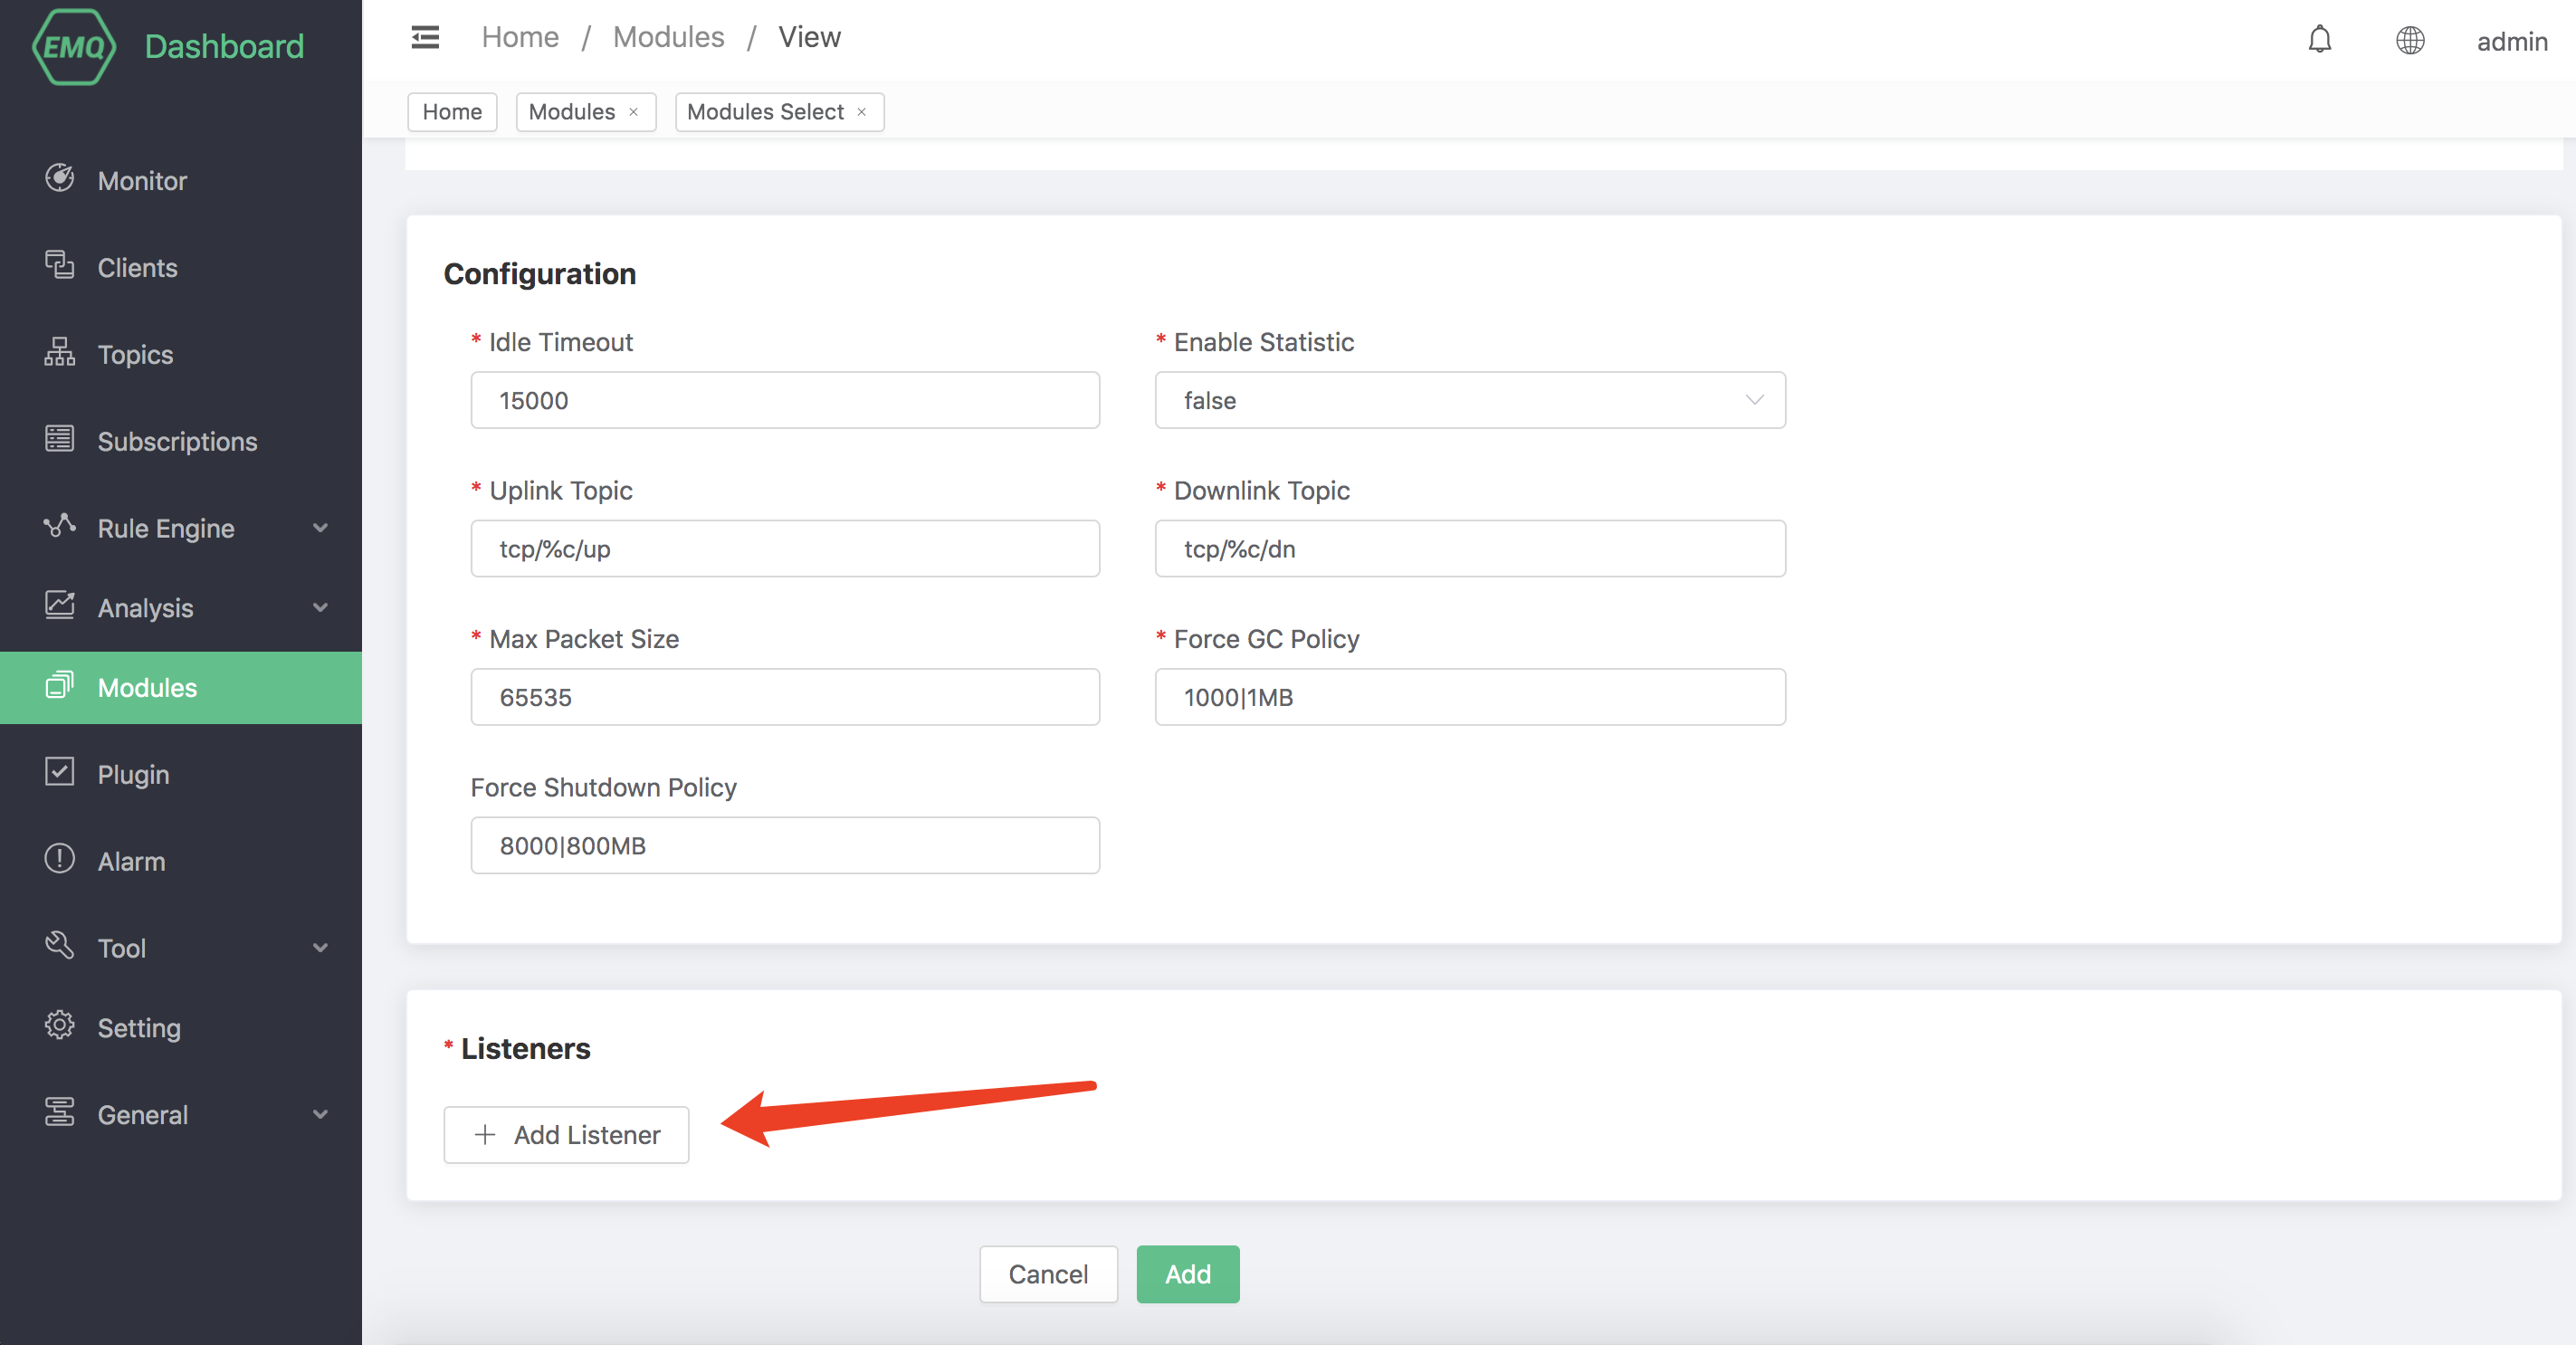 EMQ Dashboard
Home / Modules / View
admin
Home
Modules ×
Modules Select ×
Monitor
Clients
Topics
Subscriptions
Rule Engine
Analysis
Modules
Plugin
Alarm
Tool
Setting
General
Configuration
* Idle Timeout
15000
* Enable Statistic
false
* Uplink Topic
tcp/%c/up
* Downlink Topic
tcp/%c/dn
* Max Packet Size
65535
* Force GC Policy
1000|1MB
Force Shutdown Policy
8000|800MB
* Listeners
+ Add Listener
Cancel
Add